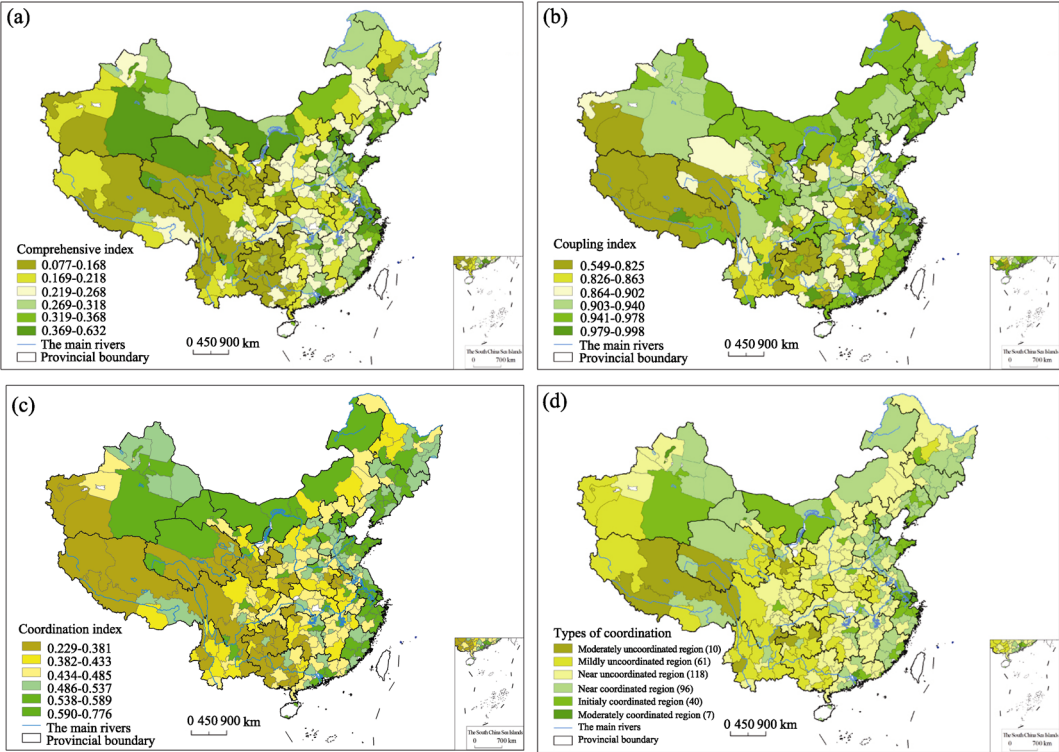 (a)
Comprehensive index
0.077-0.168
0.169-0.218
0.219-0.268
0.269-0.318
0.319-0.368
0.369-0.632
The main rivers
Provincial boundary
0 450 900 km
The South China Sea Islands
0 700 km
(b)
Coupling index
0.549-0.825
0.826-0.863
0.864-0.902
0.903-0.940
0.941-0.978
0.979-0.998
The main rivers
Provincial boundary
0 450 900 km
The South China Sea Islands
0 700 km
(c)
Coordination index
0.229-0.381
0.382-0.433
0.434-0.485
0.486-0.537
0.538-0.589
0.590-0.776
The main rivers
Provincial boundary
0 450 900 km
The South China Sea Islands
0 700 km
(d)
Types of coordination
Moderately uncoordinated region (10)
Mildly uncoordinated region (61)
Near uncoordinated region (118)
Near coordinated region (96)
Initialy coordinated region (40)
Moderately coordinated region (7)
The main rivers
Provincial boundary
0 450 900 km
The South China Sea Islands
0 700 km